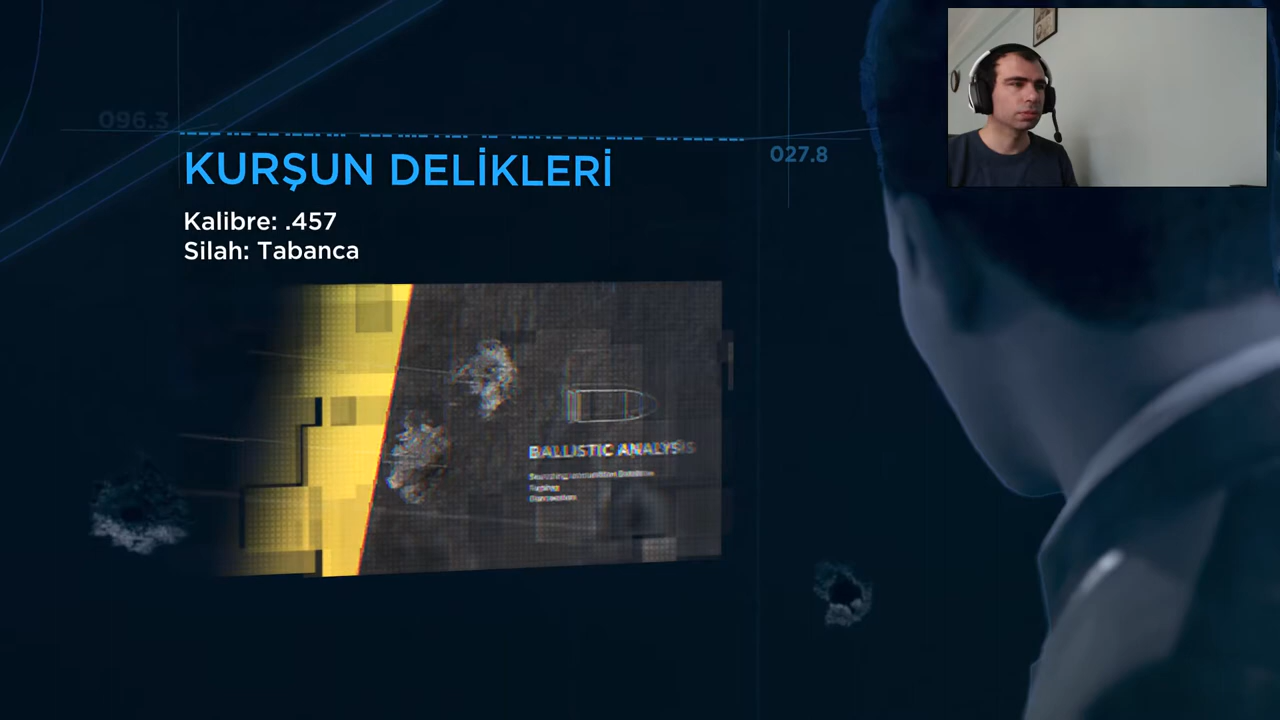 096.3
027.8
KURŞUN DELİKLERİ
Kalibre: .457
Silah: Tabanca
BALLISTIC ANALYSIS